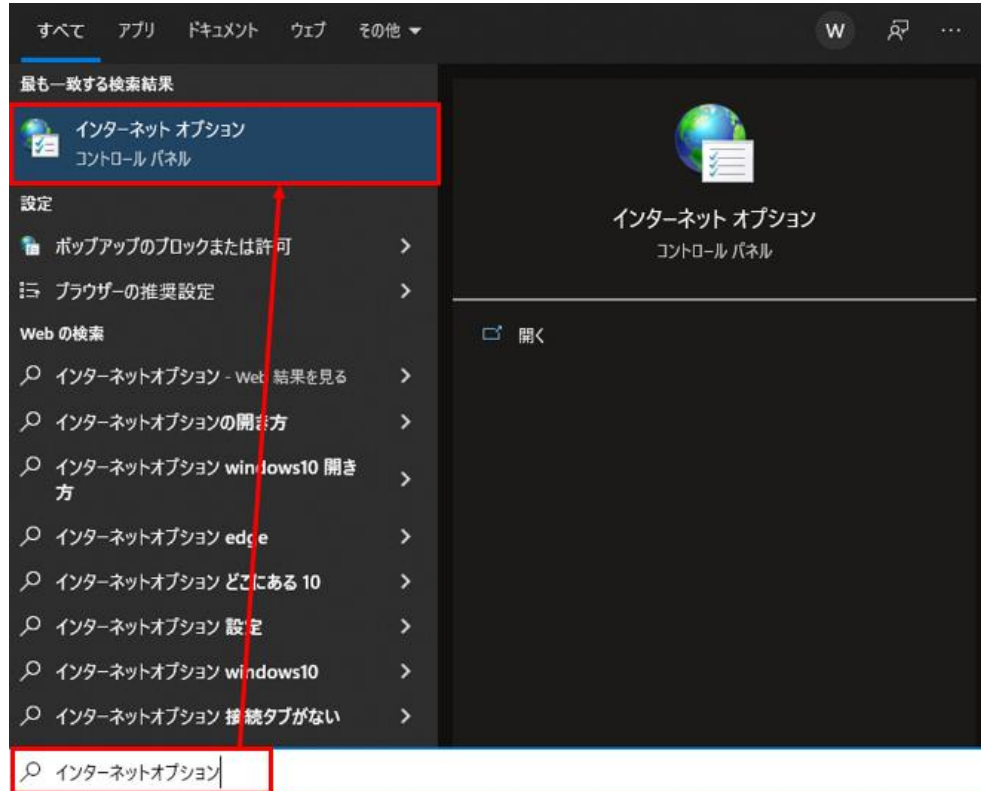 すべて アプリ ドキュメント ウェブ その他 W ...
最も一致する検索結果
インターネット オプション
コントロール パネル
設定
ポップアップのブロックまたは許可
ブラウザーの推奨設定
Web の検索
インターネットオプション - Web 結果を見る
インターネットオプションの開き方
インターネットオプション windows10 開き
方
インターネットオプション edge
インターネットオプション どこにある 10
インターネットオプション 設定
インターネットオプション windows10
インターネットオプション 接続タブがない
インターネットオプション
インターネット オプション
コントロール パネル
開く